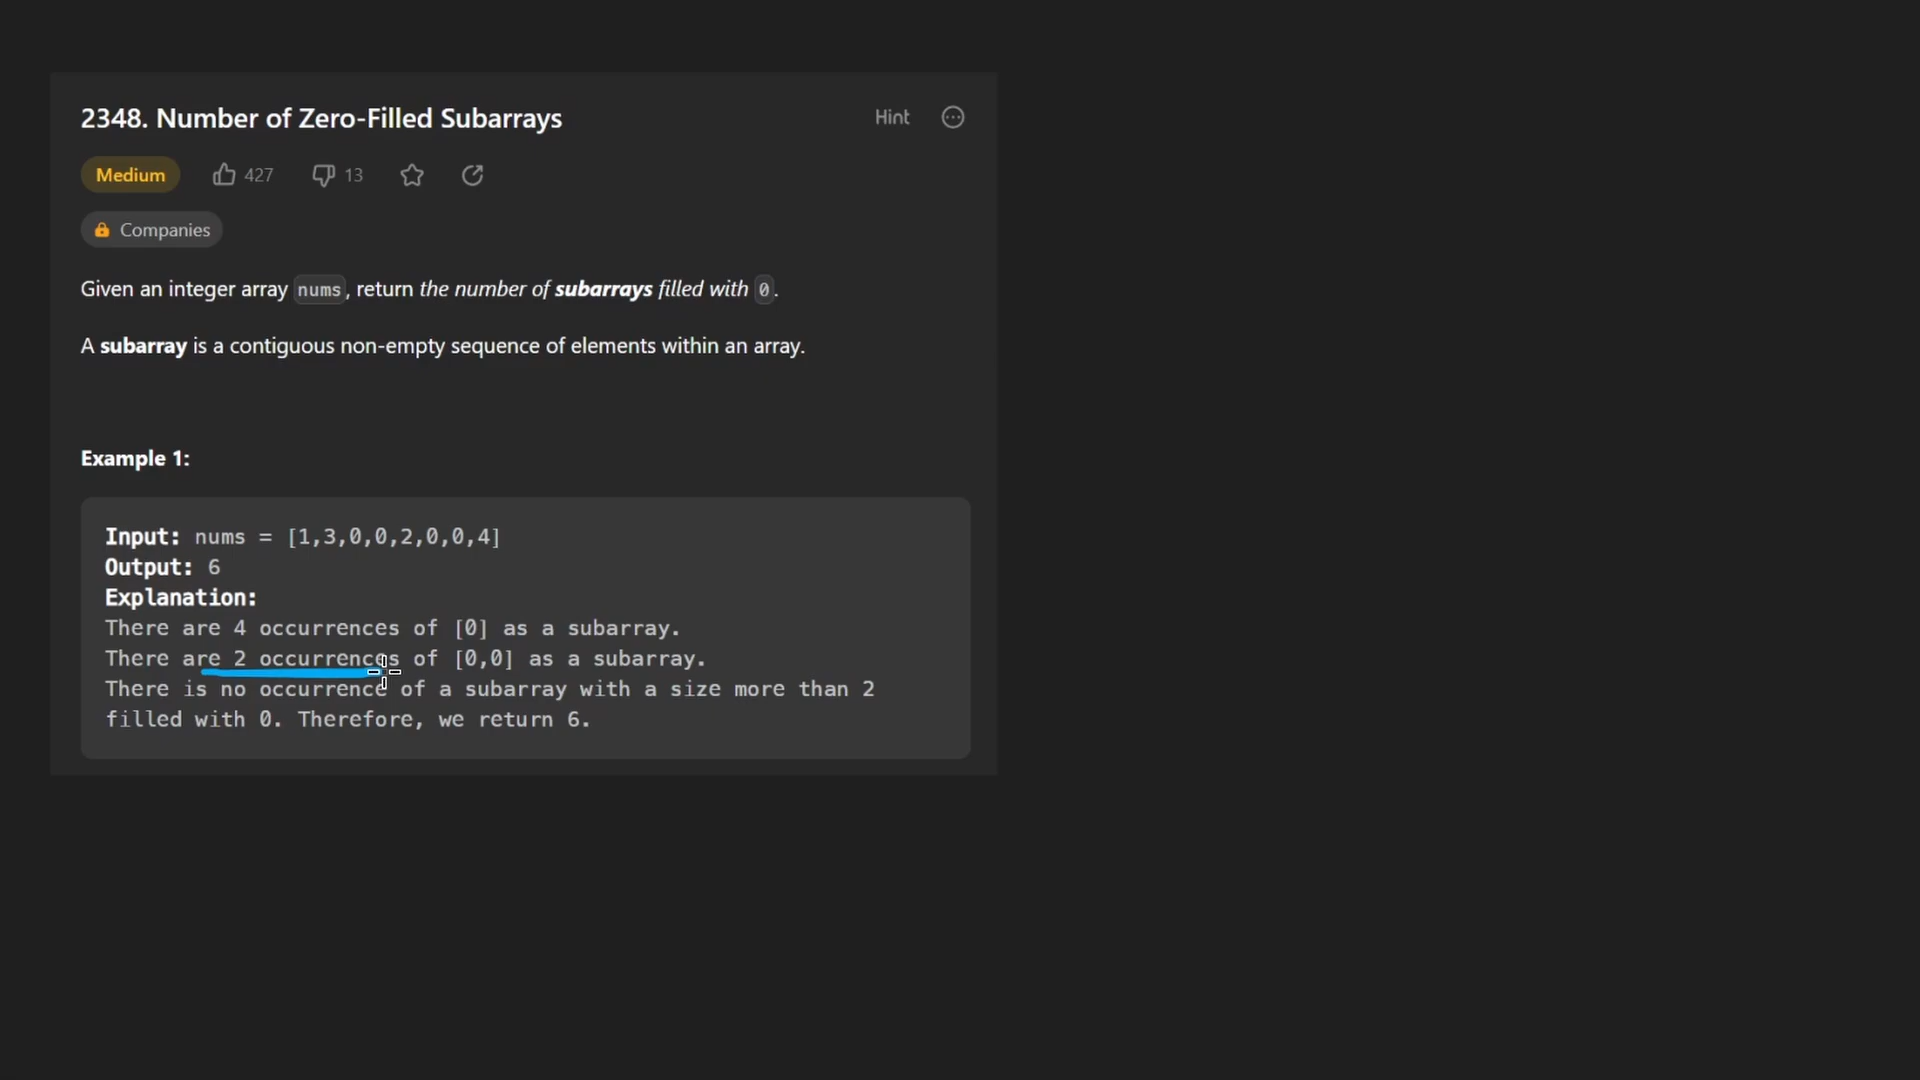 2348. Number of Zero-Filled Subarrays
Hint
Medium
427
13
Companies
Given an integer array nums, return the number of subarrays filled with 0.
A subarray is a contiguous non-empty sequence of elements within an array.
Example 1:
Input: nums = [1,3,0,0,2,0,0,4]
Output: 6
Explanation:
There are 4 occurrences of [0] as a subarray.
There are 2 occurrences of [0,0] as a subarray.
There is no occurrence of a subarray with a size more than 2
filled with 0. Therefore, we return 6.